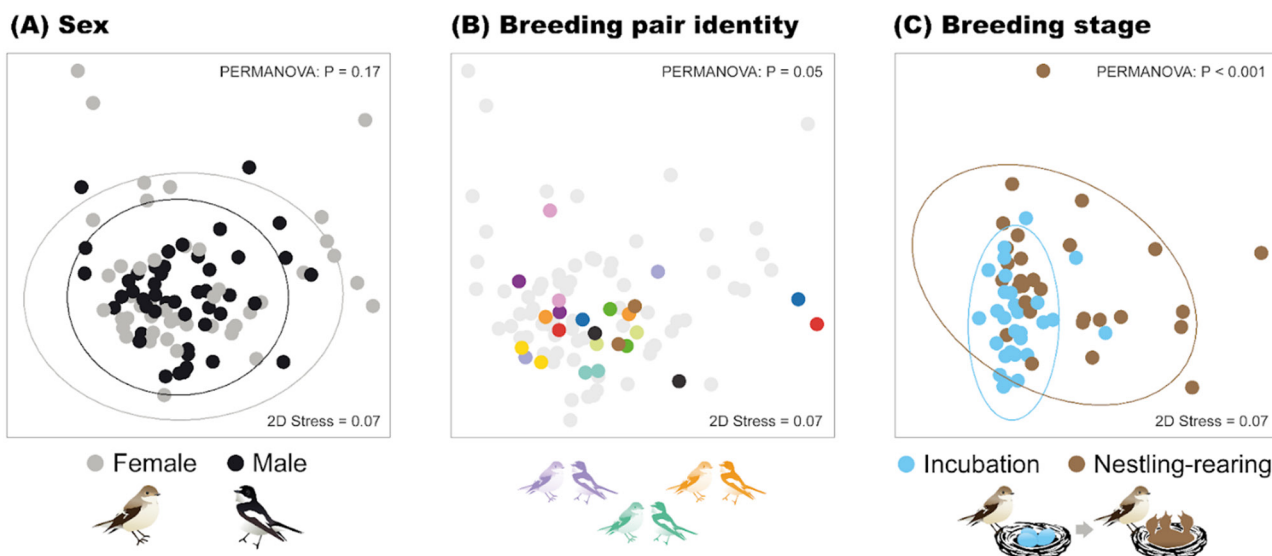 (A) Sex
PERMANOVA: P = 0.17
2D Stress = 0.07
Female
Male
(B) Breeding pair identity
PERMANOVA: P = 0.05
2D Stress = 0.07
(C) Breeding stage
PERMANOVA: P < 0.001
2D Stress = 0.07
Incubation
Nestling-rearing